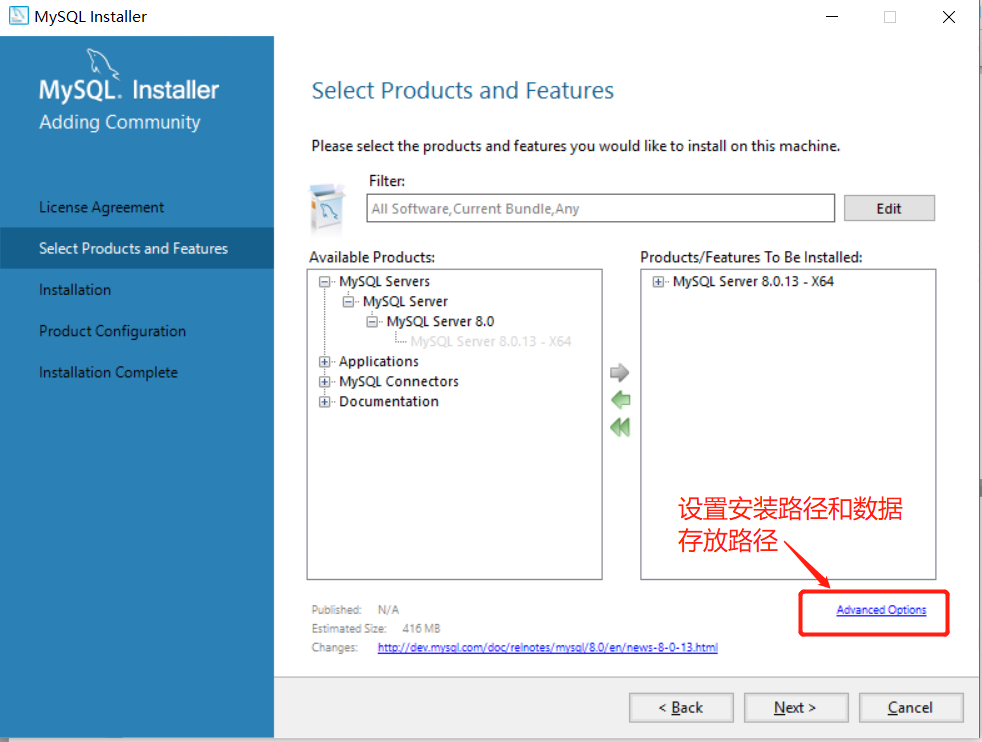 MySQL Installer
MySQL. Installer
Adding Community
License Agreement
Select Products and Features
Installation
Product Configuration
Installation Complete
Select Products and Features
Please select the products and features you would like to install on this machine.
Filter:
All Software,Current Bundle,Any
Edit
Available Products:
MySQL Servers
MySQL Server
MySQL Server 8.0
MySQL Server 8.0.13 - X64
Applications
MySQL Connectors
Documentation
Products/Features To Be Installed:
MySQL Server 8.0.13 - X64
设置安装路径和数据
存放路径
Advanced Options
Published: N/A
Estimated Size: 416 MB
Changes: http://dev.mysql.com/doc/relnotes/mysql/8.0/en/news-8-0-13.html
< Back
Next >
Cancel